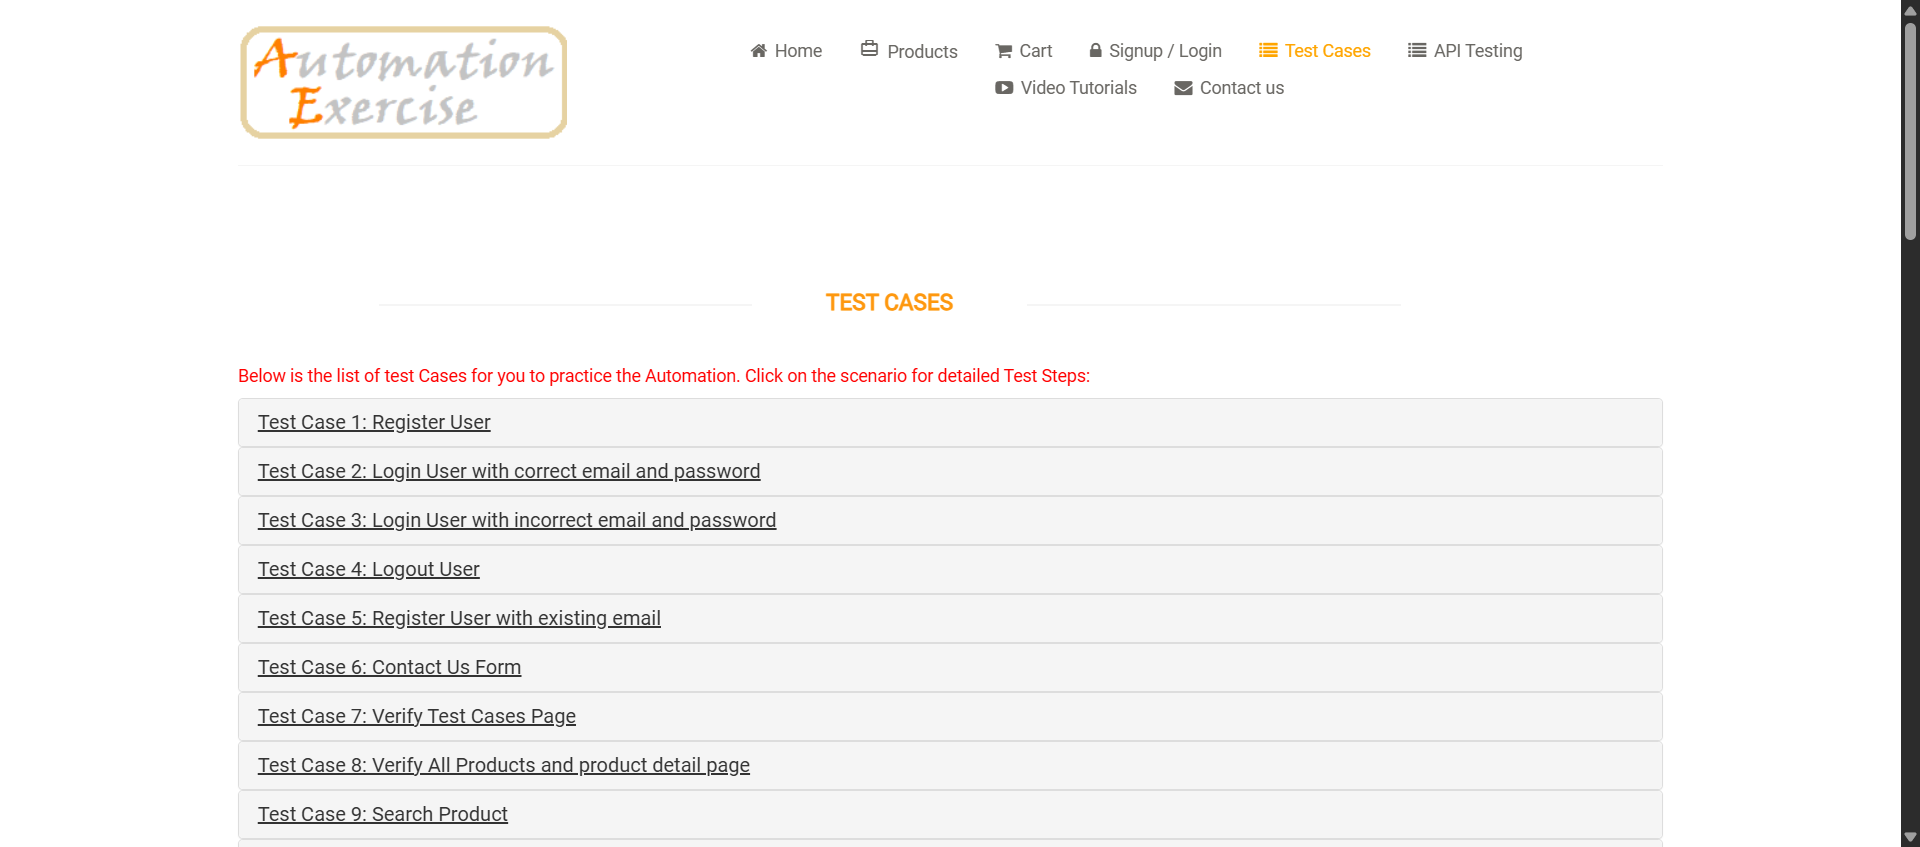 Automation
Exercise
Home Products Cart Signup / Login Test Cases API Testing
Video Tutorials Contact us
TEST CASES
Below is the list of test Cases for you to practice the Automation. Click on the scenario for detailed Test Steps:
Test Case 1: Register User
Test Case 2: Login User with correct email and password
Test Case 3: Login User with incorrect email and password
Test Case 4: Logout User
Test Case 5: Register User with existing email
Test Case 6: Contact Us Form
Test Case 7: Verify Test Cases Page
Test Case 8: Verify All Products and product detail page
Test Case 9: Search Product